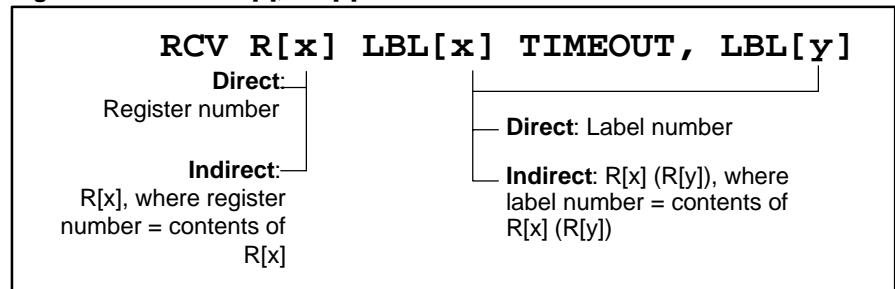 RCV R[x] LBL[x] TIMEOUT, LBL[y]
Direct:
Register number
Indirect:
R[x], where register
number = contents of
R[x]
Direct: Label number
Indirect: R[x] (R[y]), where
label number = contents of
R[x] (R[y])